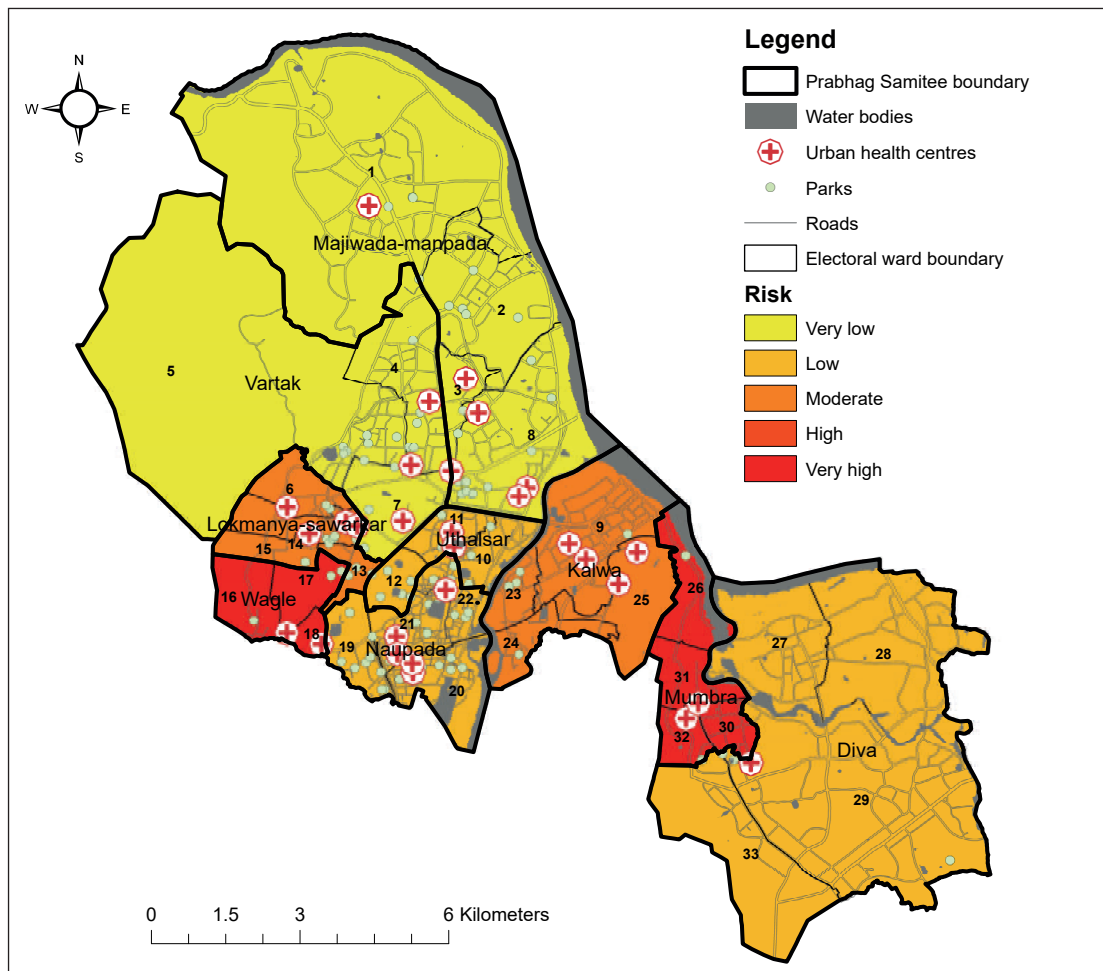 N
W E
S
Legend
Prabhag Samitee boundary
Water bodies
Urban health centres
Parks
Roads
Electoral ward boundary
Risk
Very low
Low
Moderate
High
Very high
1
Majiwada-manpada
2
5
Vartak
4
3
8
6
7
Lokmanya-sawarkar
14
15
11
Uthalsar
10
9
Kalwa
17
13
12
16
Wagle
18
22
23
25
26
21
19
Naupada
24
20
27
28
31
Mumbra
30
32
Diva
29
33
0 1.5 3 6 Kilometers